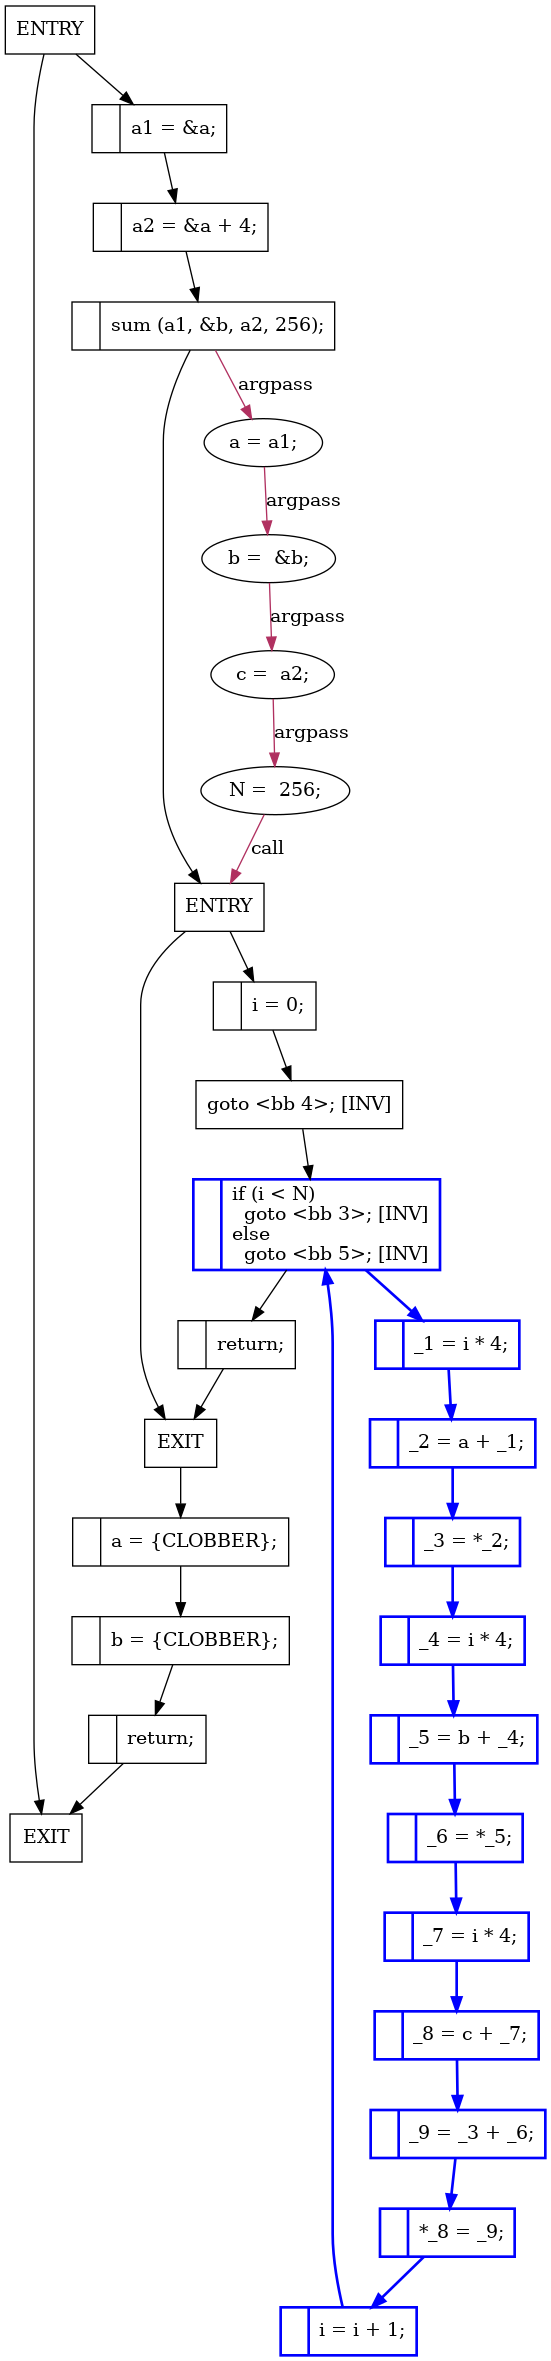 ENTRY
a1 = &a;
a2 = &a + 4;
sum (a1, &b, a2, 256);
argpass
a = a1;
argpass
b =  &b;
argpass
c =  a2;
argpass
N =  256;
call
ENTRY
i = 0;
goto <bb 4>; [INV]
if (i < N)
  goto <bb 3>; [INV]
else
  goto <bb 5>; [INV]
return;
_1 = i * 4;
EXIT
_2 = a + _1;
a = {CLOBBER};
_3 = *_2;
b = {CLOBBER};
_4 = i * 4;
return;
_5 = b + _4;
EXIT
_6 = *_5;
_7 = i * 4;
_8 = c + _7;
_9 = _3 + _6;
*_8 = _9;
i = i + 1;